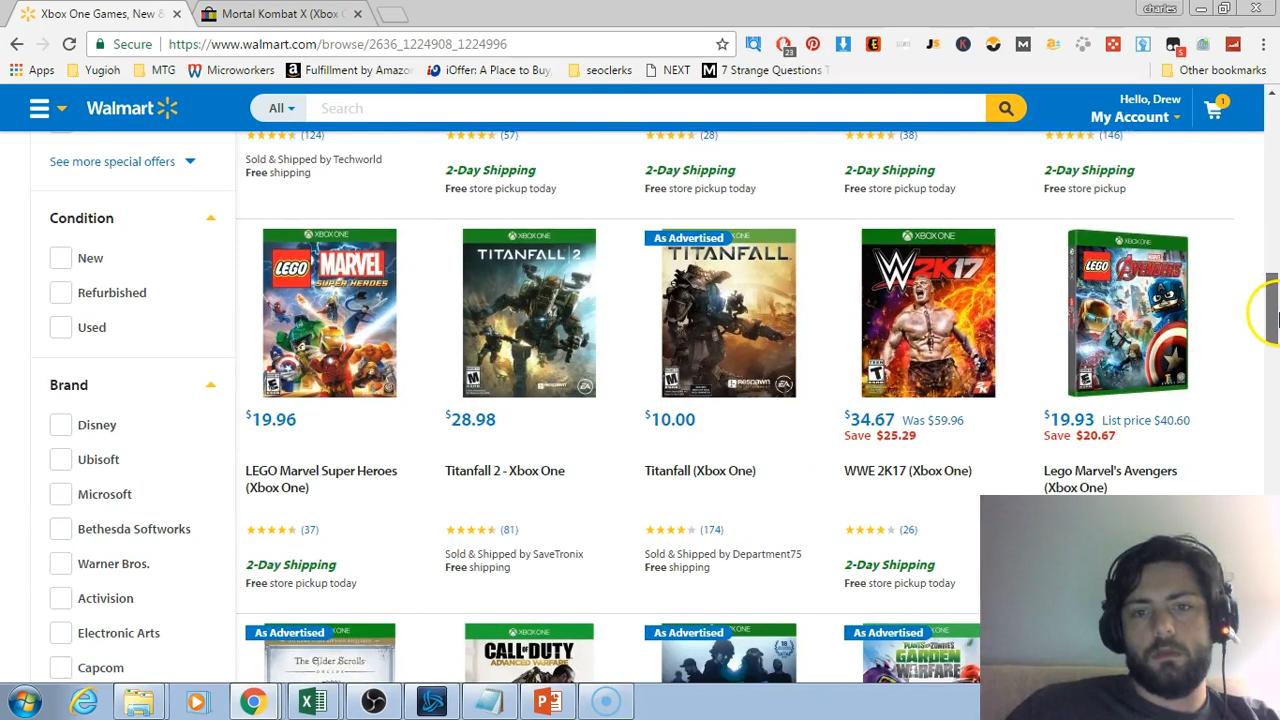 Xbox One Games, New &
Mortal Kombat X (Xbox
charles
Secure
https://www.walmart.com/browse/2636_1224908_1224996
23
5
Apps
Yugioh
MTG
Microworkers
Fulfillment by Amazo
iOffer: A Place to Buy,
seoclerks
NEXT
7 Strange Questions T
Other bookmarks
Walmart
All
Search
Hello, Drew
My Account
1
(124)
(57)
(28)
(38)
(146)
See more special offers
Sold & Shipped by Techworld
Free shipping
2-Day Shipping
Free store pickup today
2-Day Shipping
Free store pickup today
2-Day Shipping
Free store pickup today
2-Day Shipping
Free store pickup
Condition
New
Refurbished
Used
Brand
Disney
Ubisoft
Microsoft
Bethesda Softworks
Warner Bros.
Activision
Electronic Arts
Capcom
XBOX ONE
LEGO MARVEL
SUPER HEROES
XBOX ONE
TITANFALL 2
As Advertised
TITANFALL
XBOX ONE
W 2K17
XBOX ONE
LEGO MARVEL AVENGERS
$19.96
$28.98
$10.00
$34.67 Was $59.96
Save $25.29
$19.93 List price $40.60
Save $20.67
LEGO Marvel Super Heroes
(Xbox One)
Titanfall 2 - Xbox One
Titanfall (Xbox One)
WWE 2K17 (Xbox One)
Lego Marvel's Avengers
(Xbox One)
(37)
(81)
(174)
(26)
2-Day Shipping
Free store pickup today
Sold & Shipped by SaveTronix
Free shipping
Sold & Shipped by Department75
Free shipping
2-Day Shipping
Free store pickup today
As Advertised
The Elder Scrolls
XBOX ONE
CALL OF DUTY
ADVANCED WARFARE
As Advertised
As Advertised
PLANTS VS ZOMBIES
GARDEN
WARFARE